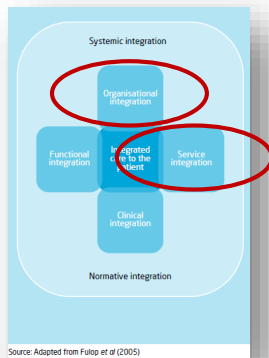 Systemic integration
Organisational
integration
Functional
integration
Integrated
care to the
patient
Service
integration
Clinical
integration
Normative integration
Source: Adapted from Fulop et al (2005)